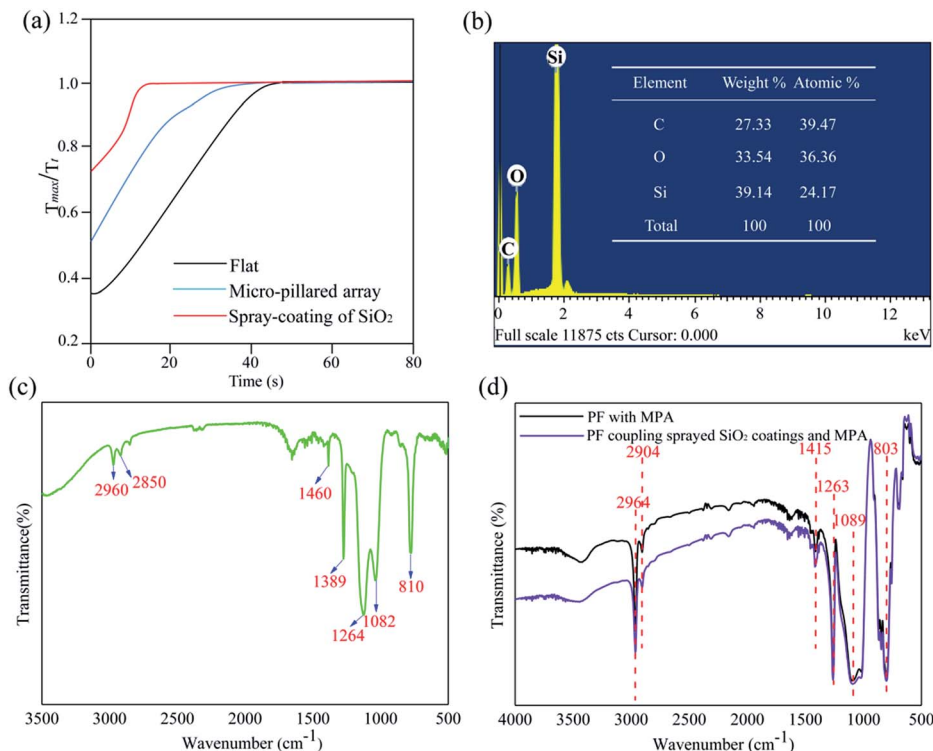 (a)
1.2
1.0
0.8
0.6
0.4
0.2
T_max/T_t
Flat
Micro-pillared array
Spray-coating of SiO₂
0 20 40 60 80
Time (s)
(b)
Si
O
C
Element Weight % Atomic %
C 27.33 39.47
O 33.54 36.36
Si 39.14 24.17
Total 100 100
0 2 4 6 8 10 12
Full scale 11875 cts Cursor: 0.000 keV
(c)
Transmittance(%)
2960
2850
1460
1389
1264
1082
810
3500 3000 2500 2000 1500 1000 500
Wavenumber (cm⁻¹)
(d)
Transmittance (%)
PF with MPA
PF coupling sprayed SiO₂ coatings and MPA
2904
2964
1415
1263
1089
803
4000 3500 3000 2500 2000 1500 1000 500
Wavenumber (cm⁻¹)